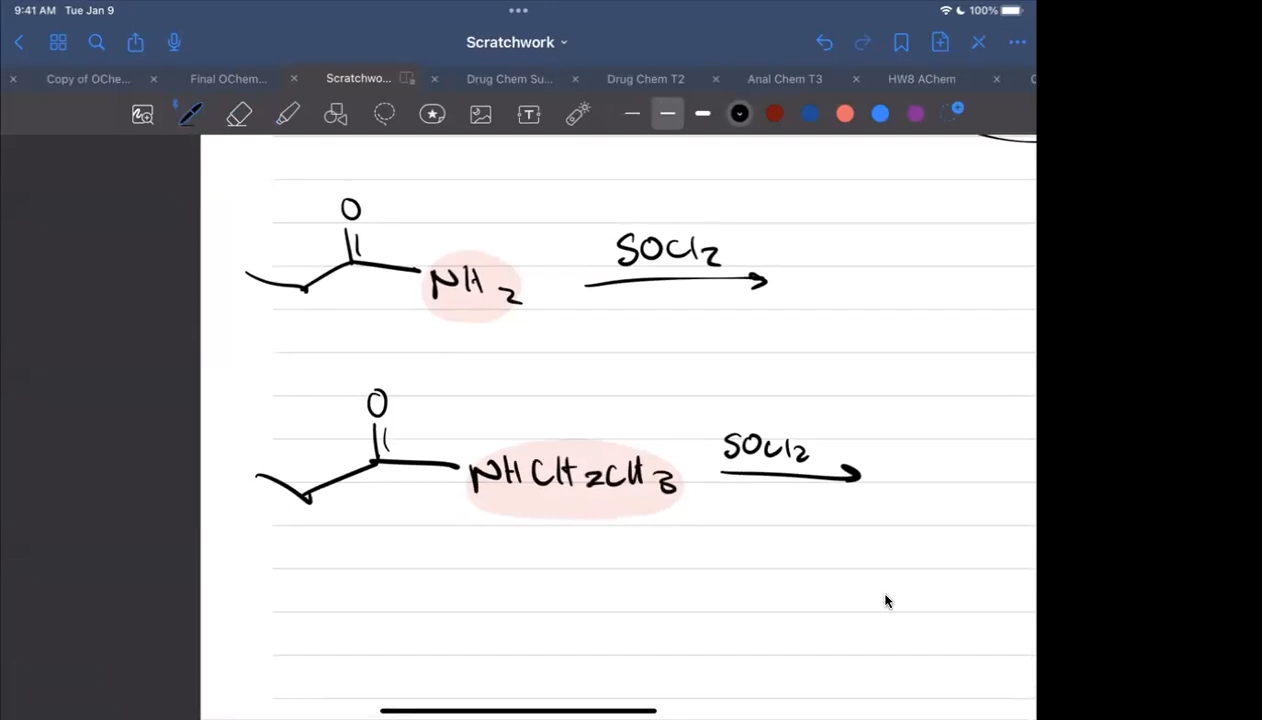 9:41 AM Tue Jan 9
100%
Scratchwork
Copy of OChe...
Final OChem...
Scratchwo...
Drug Chem Su...
Drug Chem T2
Anal Chem T3
HW8 AChem
O
NH2
SOCl2
O
NHCH2CH3
SOCl2